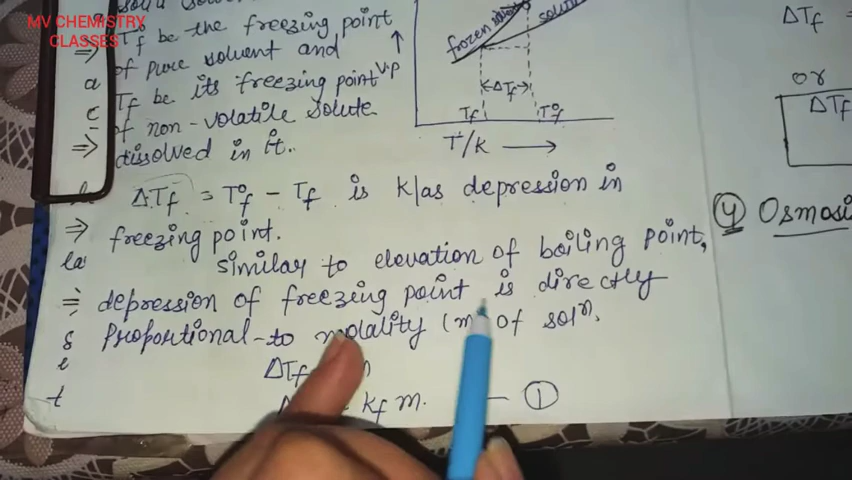 MV CHEMISTRY
CLASSES
⇒ T°f be the freezing point
of pure solvent and
Tf be its freezing point
of non-volatile solute
⇒ dissolved in it.
ΔTf = T°f - Tf is k/as depression in
⇒ freezing point.
Similar to elevation of boiling point,
depression of freezing point is directly
Proportional to molality (m) of solⁿ.
ΔTf
kf m. — ①
frozen
V.P
ΔTf
Tf
T°f
T/K
ΔTf =
or
ΔTf
④ Osmosi